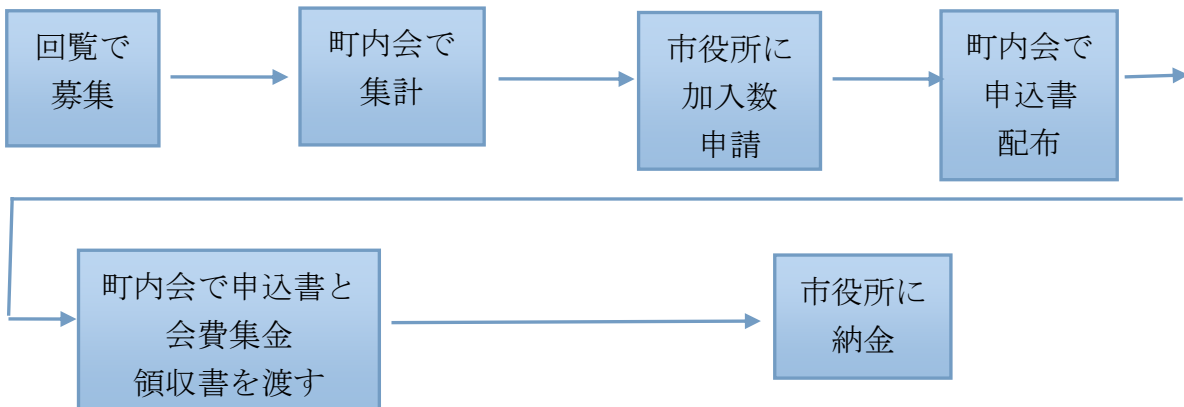 回覧で
募集
町内会で
集計
市役所に
加入数
申請
町内会で
申込書
配布
町内会で申込書と
会費集金
領収書を渡す
市役所に
納金